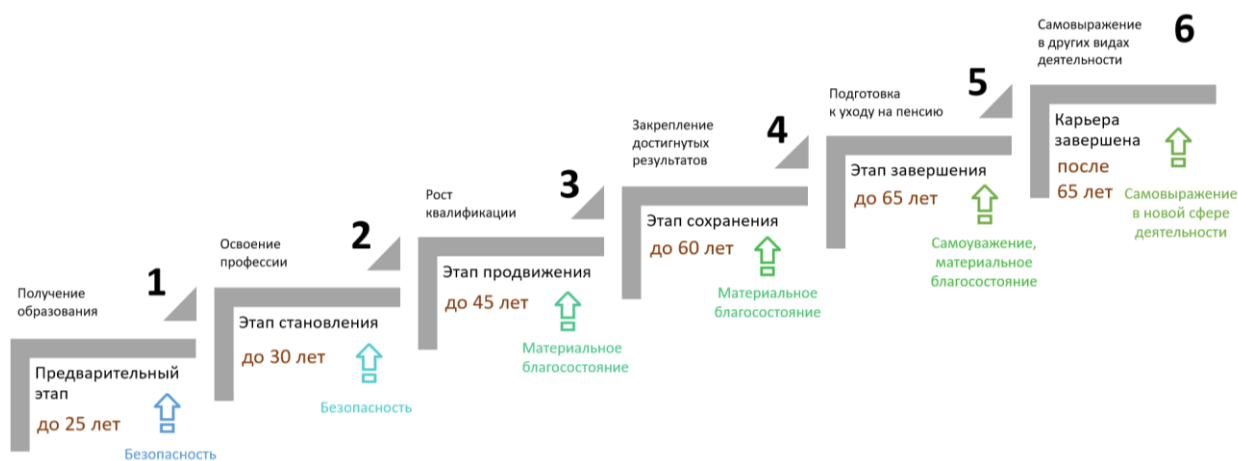 Получение
образования
1
Предварительный
этап
до 25 лет
Безопасность
Освоение
профессии
2
Этап становления
до 30 лет
Безопасность
Рост
квалификации
3
Этап продвижения
до 45 лет
Материальное
благосостояние
Закрепление
достигнутых
результатов
4
Этап сохранения
до 60 лет
Материальное
благосостояние
Подготовка
к уходу на пенсию
5
Этап завершения
до 65 лет
Самоуважение,
материальное
благосостояние
Самовыражение
в других видах
деятельности
6
Карьера
завершена
после
65 лет
Самовыражение
в новой сфере
деятельности